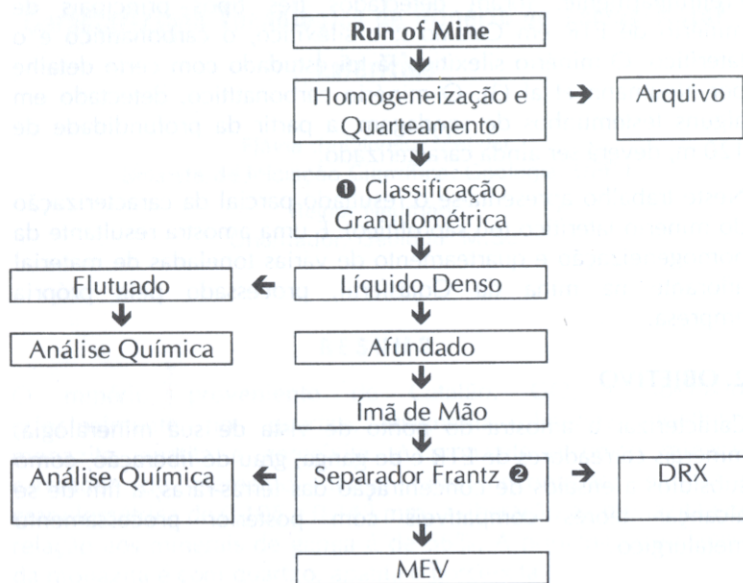 Run of Mine
Homogeneização e
Quarteamento
Arquivo
❶ Classificação
Granulométrica
Flutuado
Líquido Denso
Análise Química
Afundado
Ímã de Mão
Análise Química
Separador Frantz ❷
DRX
MEV